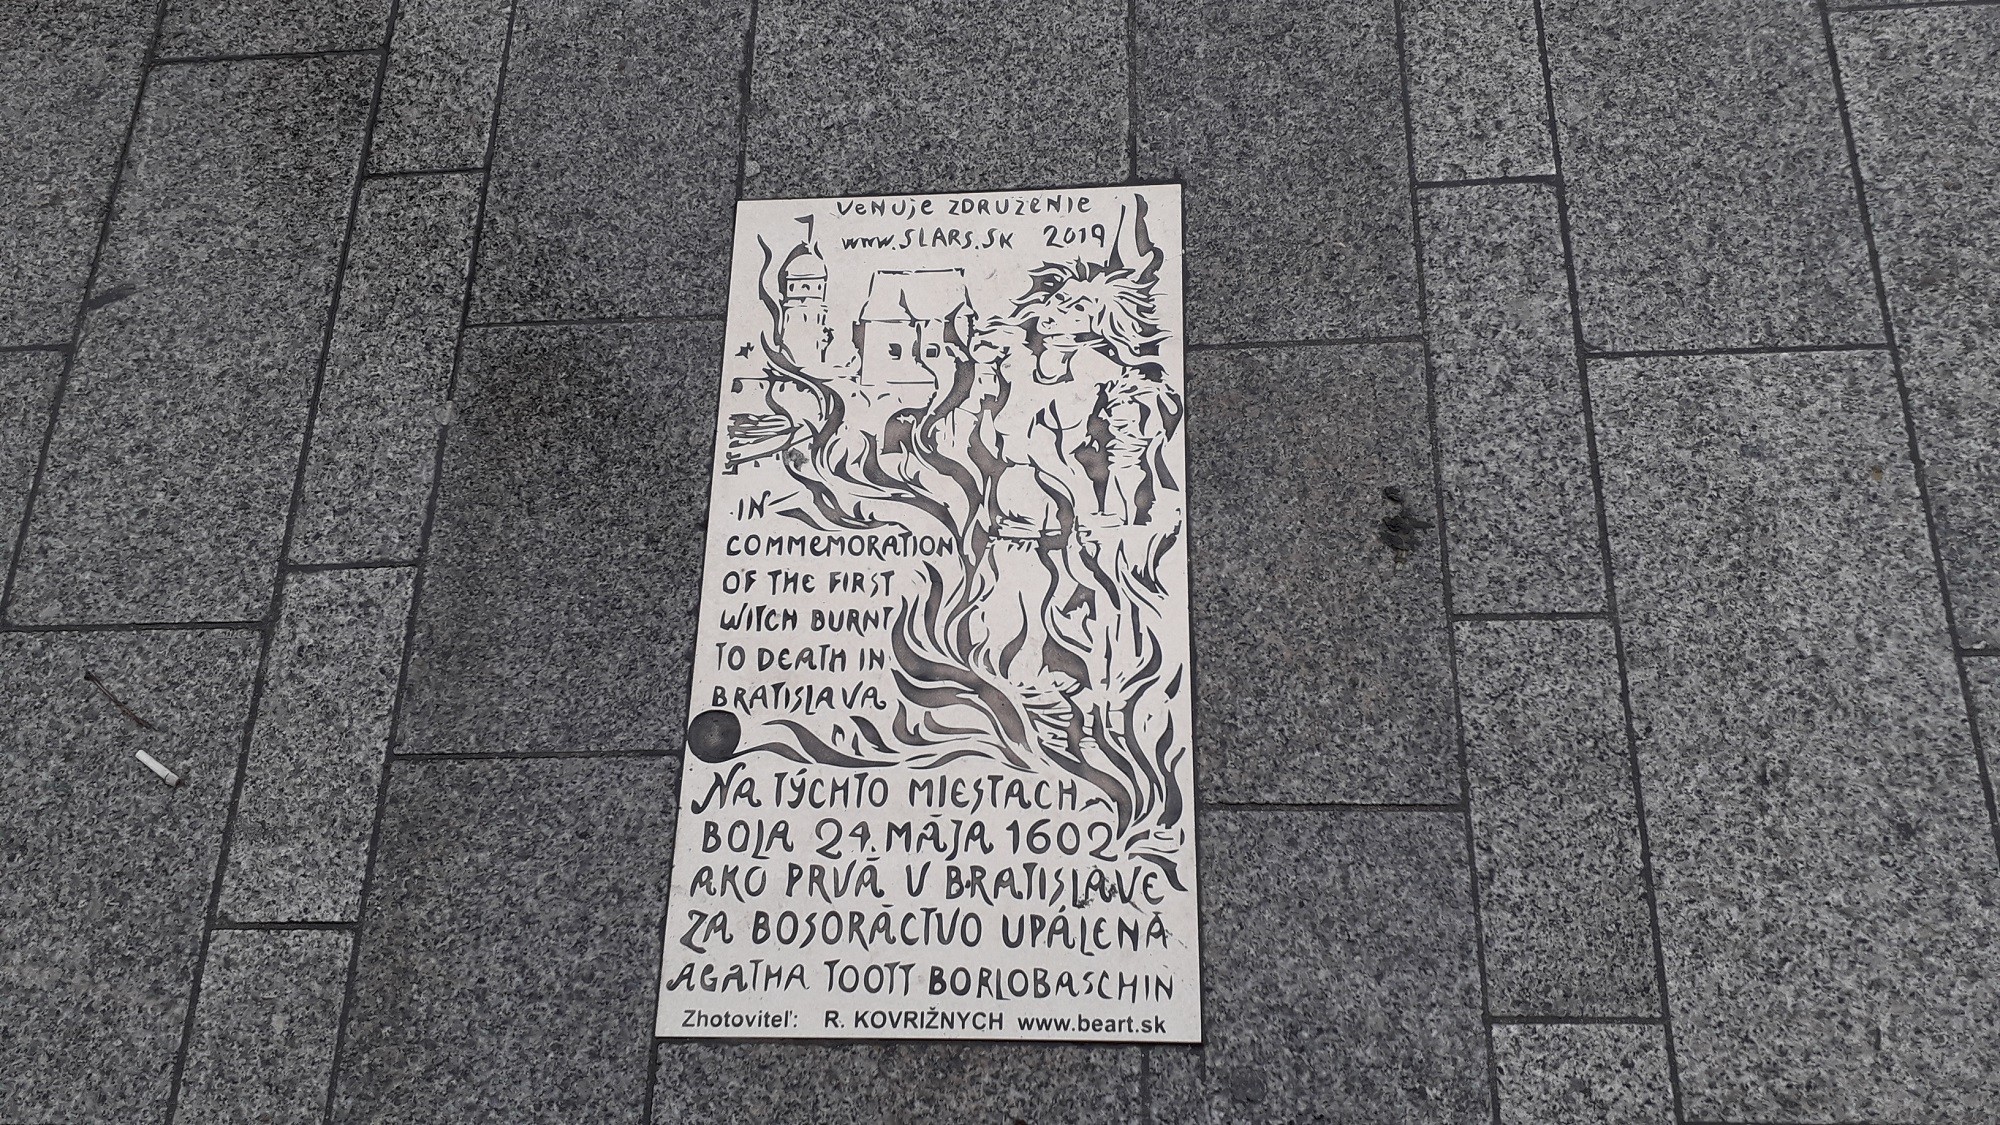 VENUJE ZDRUŽENIE
www.SLARS.SK 2019
IN
COMMEMORATION
OF THE FIRST
WITCH BURNT
TO DEATH IN
BRATISLAVA
NA TÝCHTO MIESTACH
BOLA 24. MÁJA 1602
AKO PRVÁ V BRATISLAVE
ZA BOSORÁCTVO UPÁLENÁ
AGATHA TOOTT BORLOBASCHIN
Zhotoviteľ: R. KOVRIŽNYCH www.beart.sk